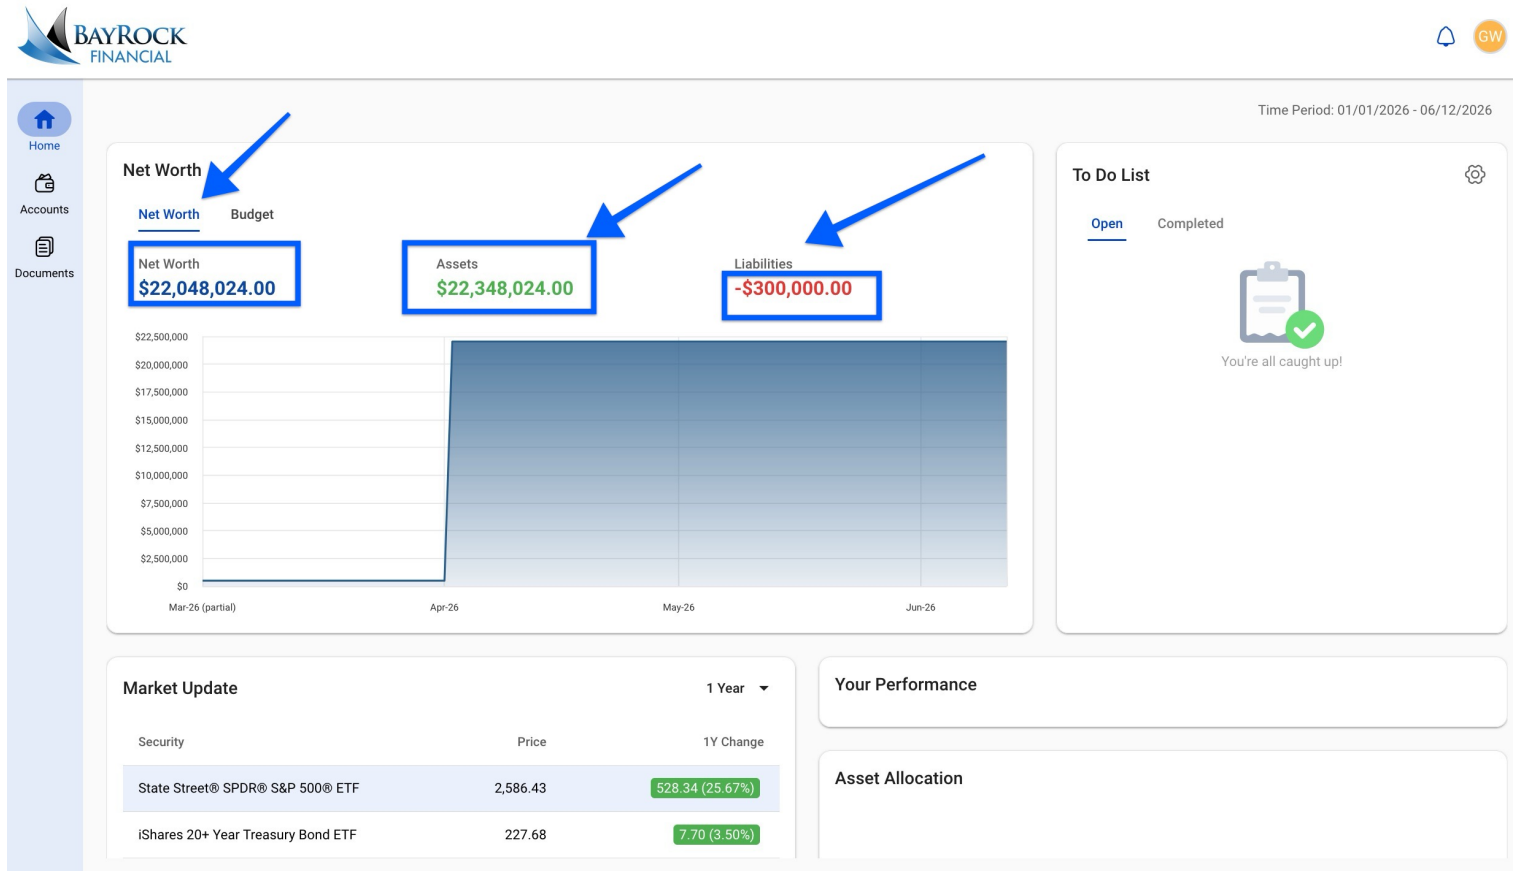 BAYROCK
FINANCIAL
GW
Home
Accounts
Documents
Time Period: 01/01/2026 - 06/12/2026
Net Worth
Net Worth Budget
Net Worth Assets Liabilities
$22,048,024.00 $22,348,024.00 -$300,000.00
$22,500,000
$20,000,000
$17,500,000
$15,000,000
$12,500,000
$10,000,000
$7,500,000
$5,000,000
$2,500,000
$0
Mar-26 (partial) Apr-26 May-26 Jun-26
To Do List
Open Completed
You're all caught up!
Market Update 1 Year
Security Price 1Y Change
State Street® SPDR® S&P 500® ETF 2,586.43 528.34 (25.67%)
iShares 20+ Year Treasury Bond ETF 227.68 7.70 (3.50%)
Your Performance
Asset Allocation